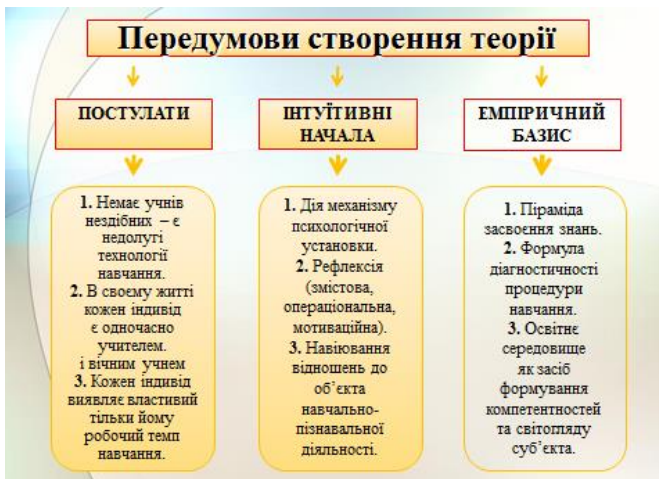 Передумови створення теорії
ПОСТУЛАТИ
ІНТУЇТИВНІ
НАЧАЛА
ЕМПІРИЧНИЙ
БАЗИС
1. Немає учнів
нездібних – є
недолугі
технології
навчання.
2. В своєму житті
кожен індивід
є одночасно
учителем.
і вічним учнем
3. Кожен індивід
виявляє властивий
тільки йому
робочий темп
навчання.
1. Дія механізму
психологічної
установки.
2. Рефлексія
(змістова,
операціональна,
мотиваційна).
3. Навіювання
відношень до
об’єкта
навчально-
пізнавальної
діяльності.
1. Піраміда
засвоєння знань.
2. Формула
діагностичності
процедури
навчання.
3. Освітнє
середовище
як засіб
формування
компетентностей
та світогляду
суб’єкта.